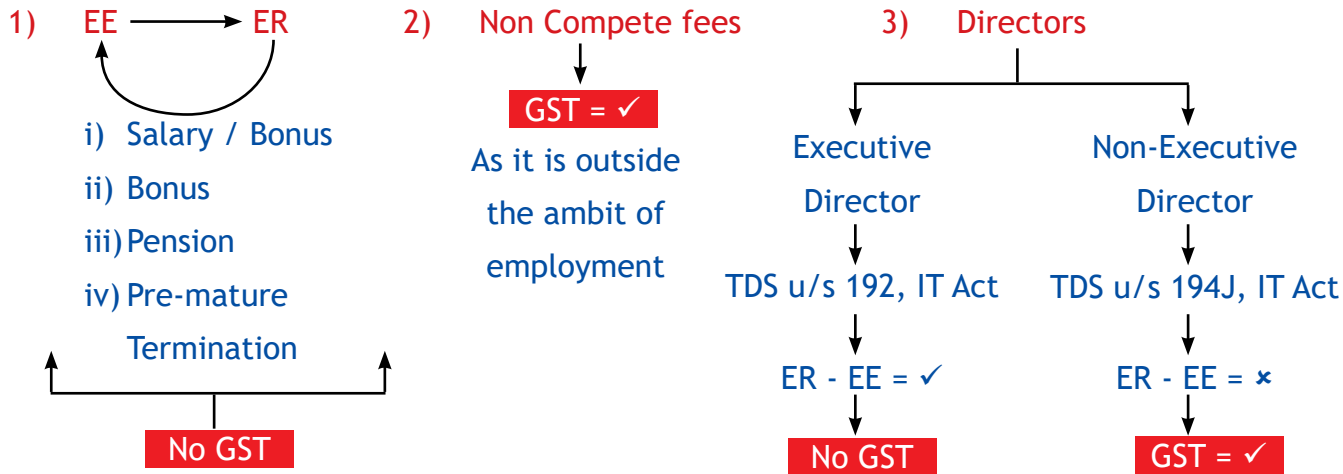 1) EE ER
i) Salary / Bonus
ii) Bonus
iii) Pension
iv) Pre-mature
Termination
No GST
2) Non Compete fees
GST = ✓
As it is outside
the ambit of
employment
3) Directors
Executive
Director
TDS u/s 192, IT Act
ER - EE = ✓
No GST
Non-Executive
Director
TDS u/s 194J, IT Act
ER - EE = ×
GST = ✓